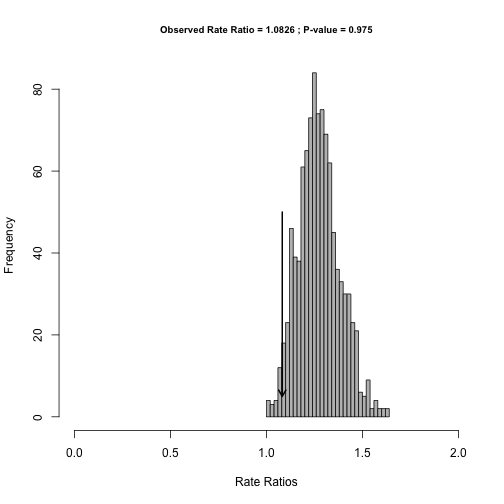 Observed Rate Ratio = 1.0826 ; P-value = 0.975
Frequency
80
60
40
20
0
0.0 0.5 1.0 1.5 2.0
Rate Ratios